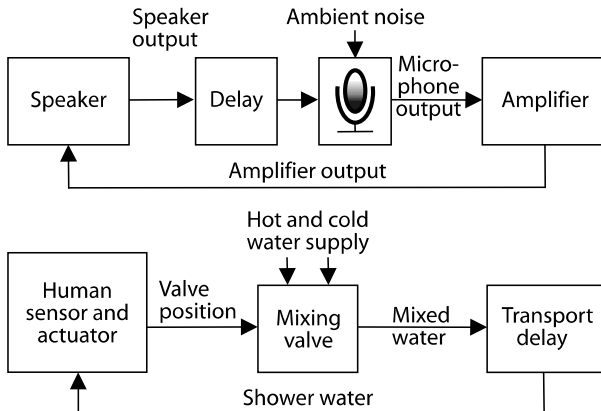 Speaker
output
Ambient noise
Speaker
Delay
Micro-
phone
output
Amplifier
Amplifier output
Hot and cold
water supply
Human
sensor and
actuator
Valve
position
Mixing
valve
Mixed
water
Transport
delay
Shower water